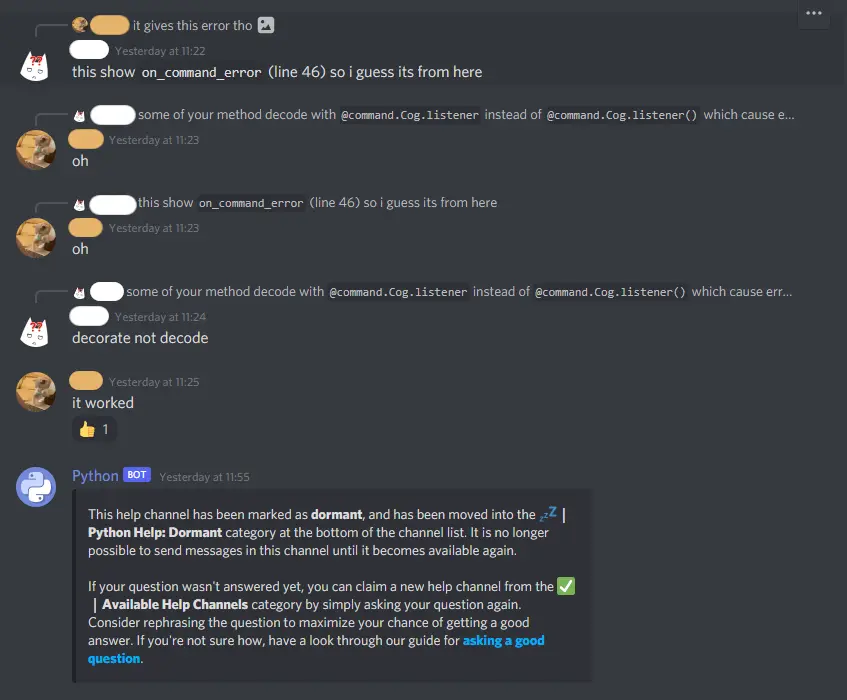 it gives this error tho
Yesterday at 11:22
this show on_command_error (line 46) so i guess its from here
some of your method decode with @command.Cog.listener instead of @command.Cog.listener() which cause e...
Yesterday at 11:23
oh
this show on_command_error (line 46) so i guess its from here
Yesterday at 11:23
oh
some of your method decode with @command.Cog.listener instead of @command.Cog.listener() which cause err...
Yesterday at 11:24
decorate not decode
Yesterday at 11:25
it worked
👍 1
Python BOT Yesterday at 11:55
This help channel has been marked as dormant, and has been moved into the 💤 |
Python Help: Dormant category at the bottom of the channel list. It is no longer
possible to send messages in this channel until it becomes available again.
If your question wasn't answered yet, you can claim a new help channel from the ✅
| Available Help Channels category by simply asking your question again.
Consider rephrasing the question to maximize your chance of getting a good
answer. If you're not sure how, have a look through our guide for asking a good
question.